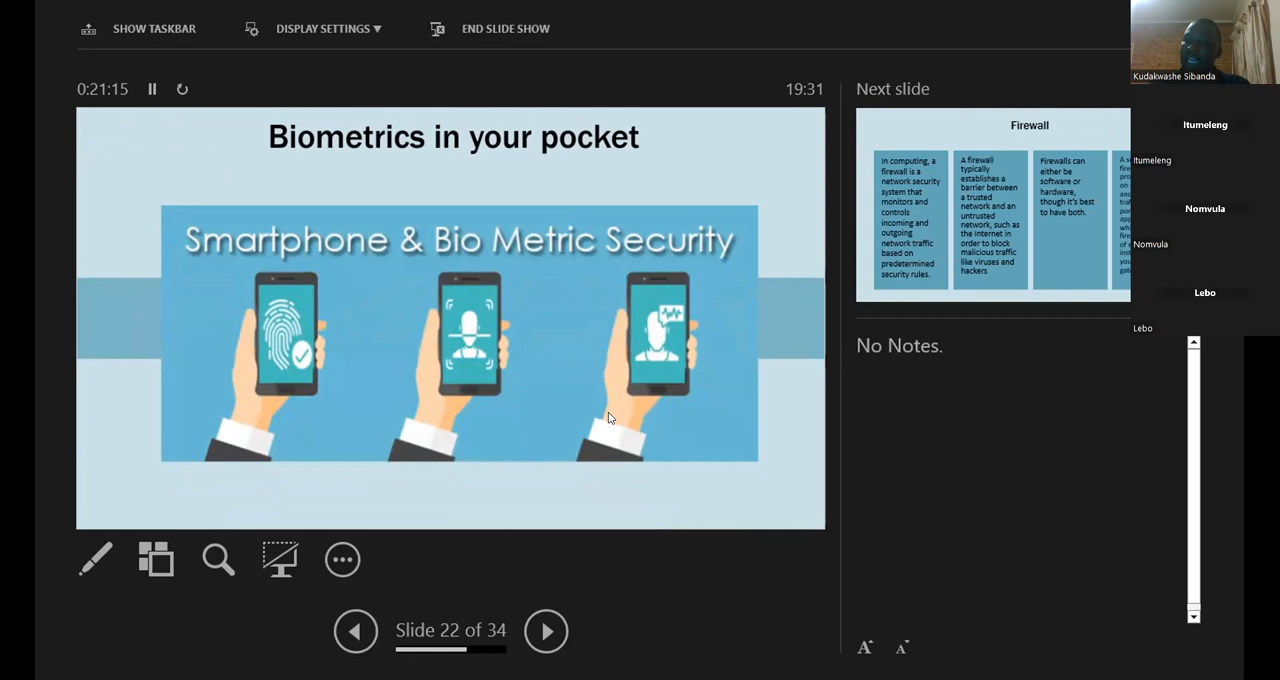 SHOW TASKBAR
DISPLAY SETTINGS ▼
END SLIDE SHOW
0:21:15
19:31
Biometrics in your pocket
Smartphone & Bio Metric Security
Slide 22 of 34
Next slide
Firewall
In computing, a
firewall is a
network security
system that
monitors and
controls
incoming and
outgoing
network traffic
based on
predetermined
security rules.
A firewall
typically
establishes a
barrier between
a trusted
network and an
untrusted
network, such as
the Internet in
order to block
malicious traffic
like viruses and
hackers
Firewalls can
either be
software or
hardware,
though it's best
to have both.
No Notes.
A A
Kudakwashe Sibanda
Itumeleng
Itumeleng
Nomvula
Nomvula
Lebo
Lebo